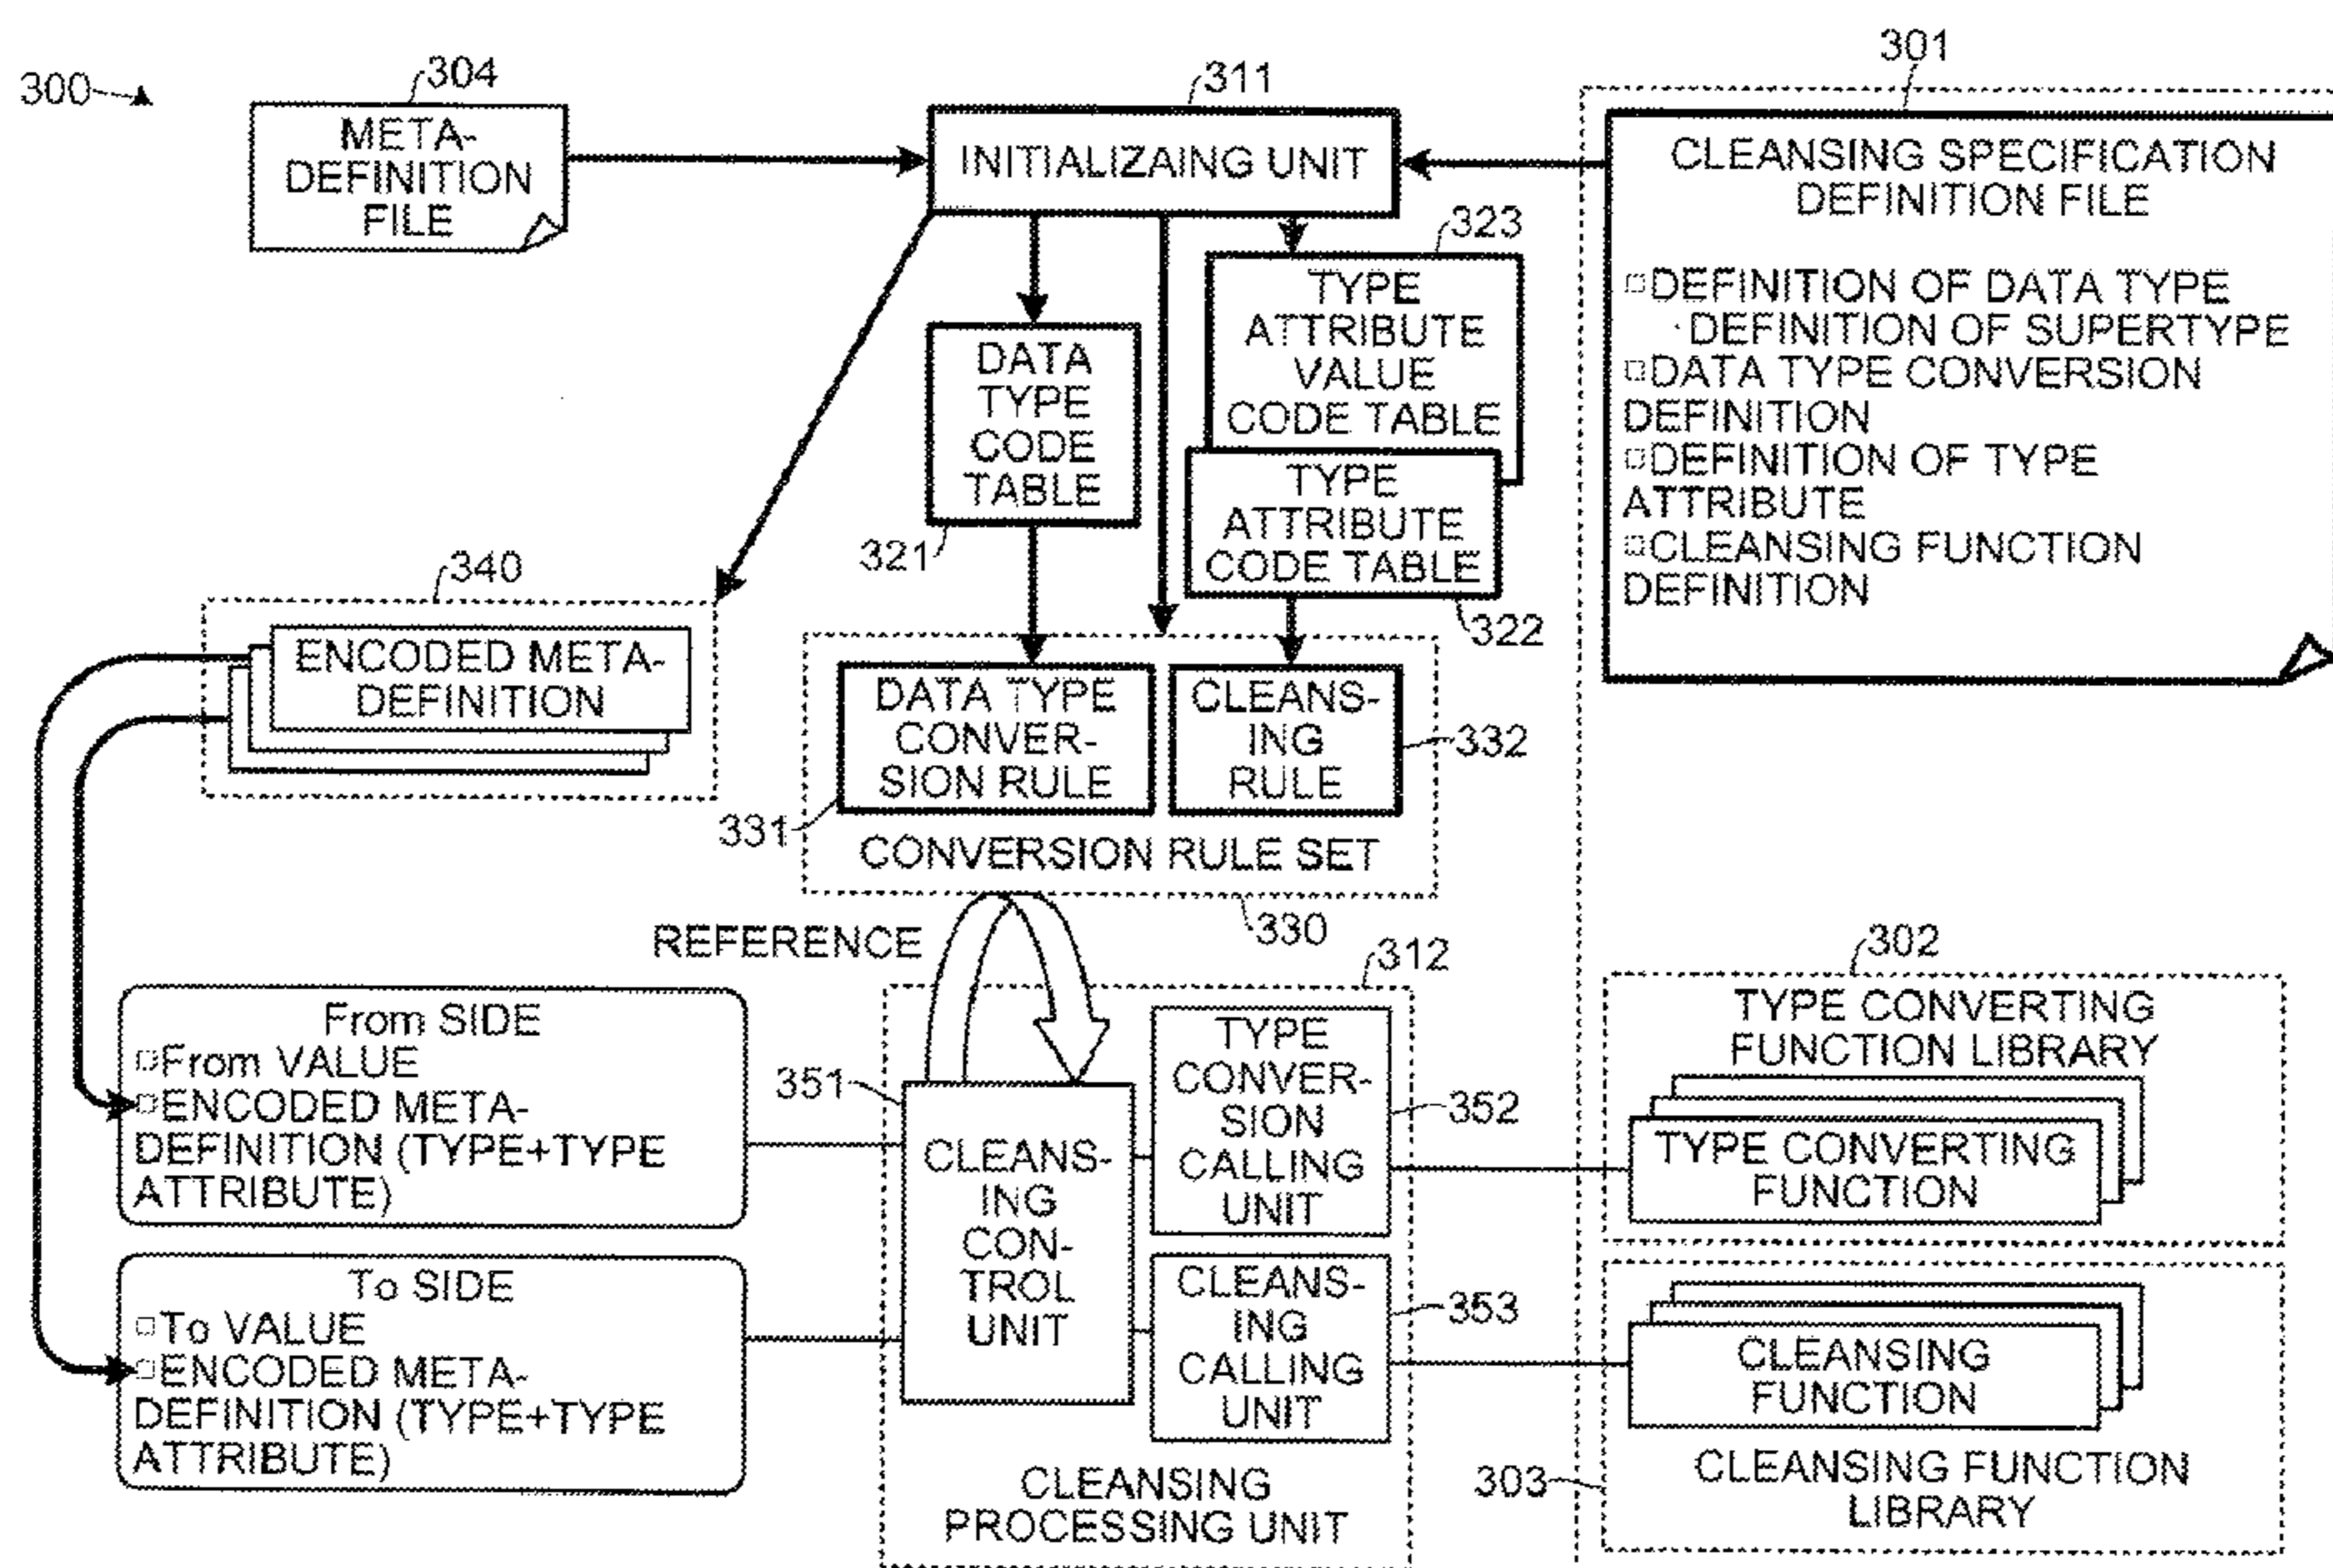 300
304
META-
DEFINITION
FILE
311
INITIALIZAING UNIT
301
CLEANSING SPECIFICATION
DEFINITION FILE
DEFINITION OF DATA TYPE
DEFINITION OF SUPERTYPE
DATA TYPE CONVERSION
DEFINITION
DEFINITION OF TYPE
ATTRIBUTE
CLEANSING FUNCTION
DEFINITION
323
TYPE
ATTRIBUTE
VALUE
CODE TABLE
DATA
TYPE
CODE
TABLE
321
TYPE
ATTRIBUTE
CODE TABLE
322
340
ENCODED META-
DEFINITION
DATA TYPE
CONVER-
SION RULE
331
CLEANS-
ING
RULE
332
CONVERSION RULE SET
330
REFERENCE
312
302
TYPE CONVERTING
FUNCTION LIBRARY
TYPE CONVERTING
FUNCTION
From SIDE
From VALUE
ENCODED META-
DEFINITION (TYPE+TYPE
ATTRIBUTE)
351
CLEANS-
ING
CON-
TROL
UNIT
TYPE
CONVER-
SION
CALLING
UNIT
352
To SIDE
To VALUE
ENCODED META-
DEFINITION (TYPE+TYPE
ATTRIBUTE)
CLEANS-
ING
CALLING
UNIT
353
CLEANSING
PROCESSING UNIT
CLEANSING
FUNCTION
303
CLEANSING FUNCTION
LIBRARY